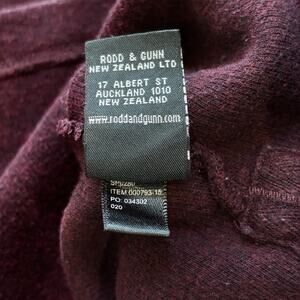 RODD & GUNN
NEW ZEALAND LTD
17 ALBERT ST
AUCKLAND 1010
NEW ZEALAND
www.roddandgunn.com
ITEM 000793-15
PO: 034302
020